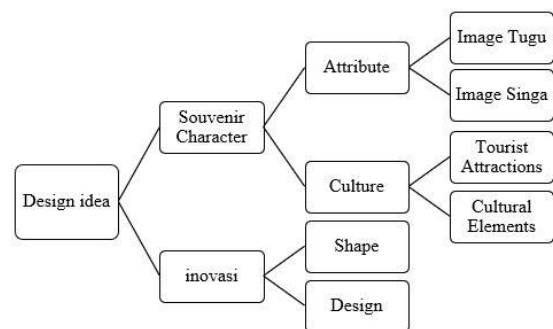 Design idea
Souvenir
Character
inovasi
Attribute
Culture
Shape
Design
Image Tugu
Image Singa
Tourist
Attractions
Cultural
Elements